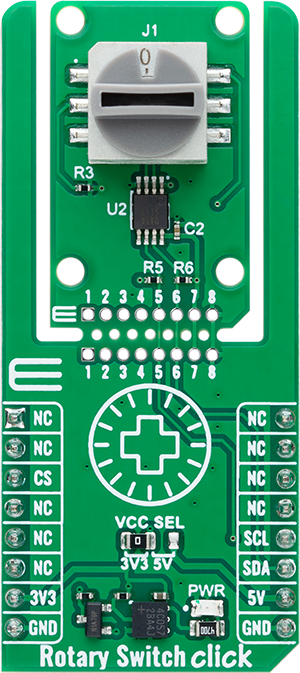 J1
0
R3
U2
C2
R5 R6
1 2 3 4 5 6 7 8
1 2 3 4 5 6 7 8
NC NC
NC NC
CS NC
NC NC
NC SCL
NC SDA
VCC SEL
0
3V3 5V
3V3 5V
PWR
GND GND
Rotary Switch click